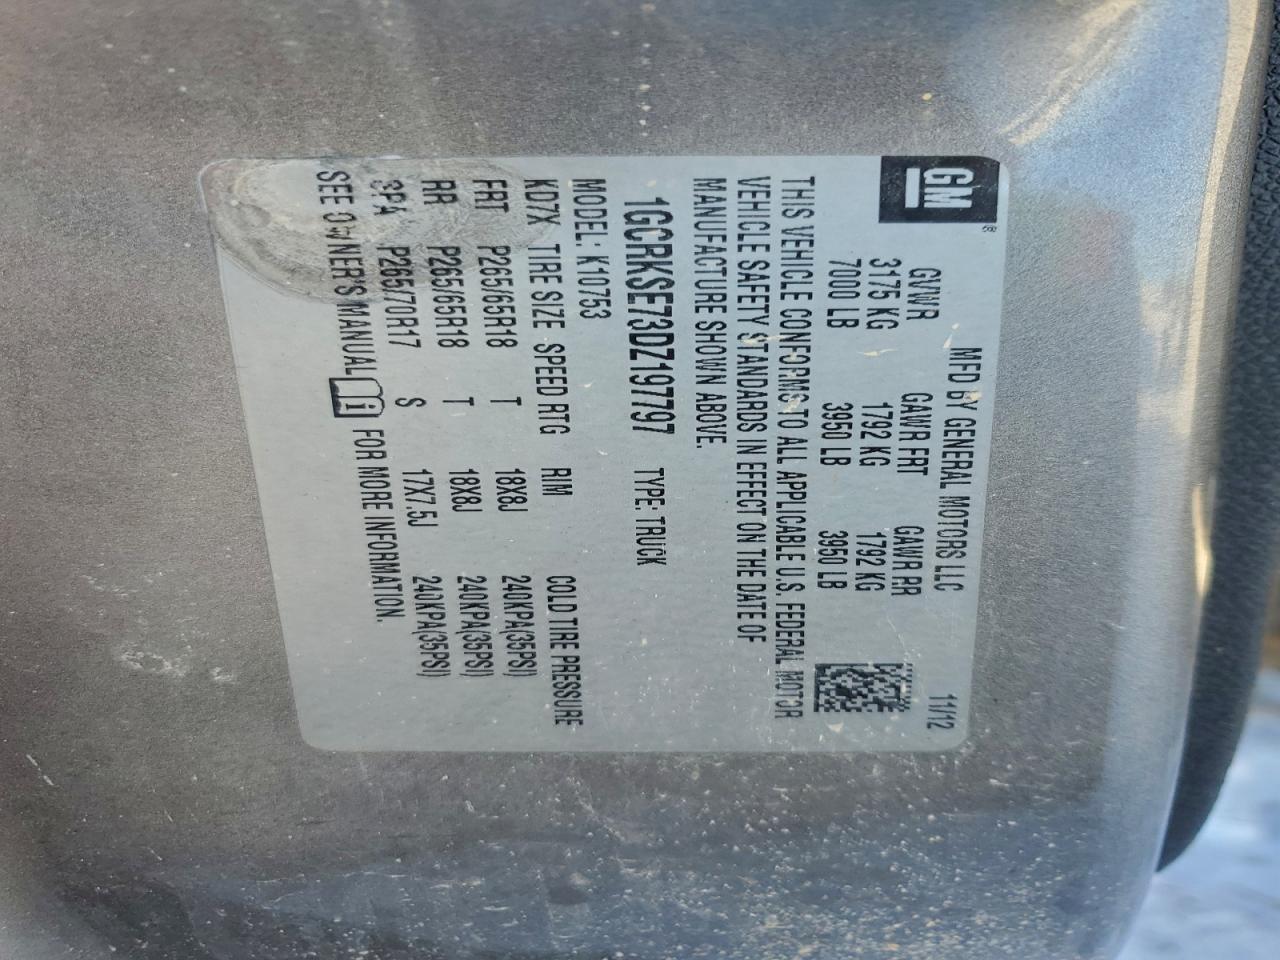 GM®
MFD BY GENERAL MOTORS LLC 11/12
GVWR GAWR FRT GAWR RR
3175 KG 1792 KG 1792 KG
7000 LB 3950 LB 3950 LB
THIS VEHICLE CONFORMS TO ALL APPLICABLE U.S. FEDERAL MOTOR
VEHICLE SAFETY STANDARDS IN EFFECT ON THE DATE OF
MANUFACTURE SHOWN ABOVE.
1GCRKSE73DZ197797 TYPE: TRUCK
MODEL: K10753
KD7X TIRE SIZE SPEED RTG RIM COLD TIRE PRESSURE
FRT P265/65R18 T 18X8J 240KPA(35PSI)
RR P265/65R18 T 18X8J 240KPA(35PSI)
SPA P265/70R17 S 17X7.5J 240KPA(35PSI)
SEE OWNER'S MANUAL i FOR MORE INFORMATION.